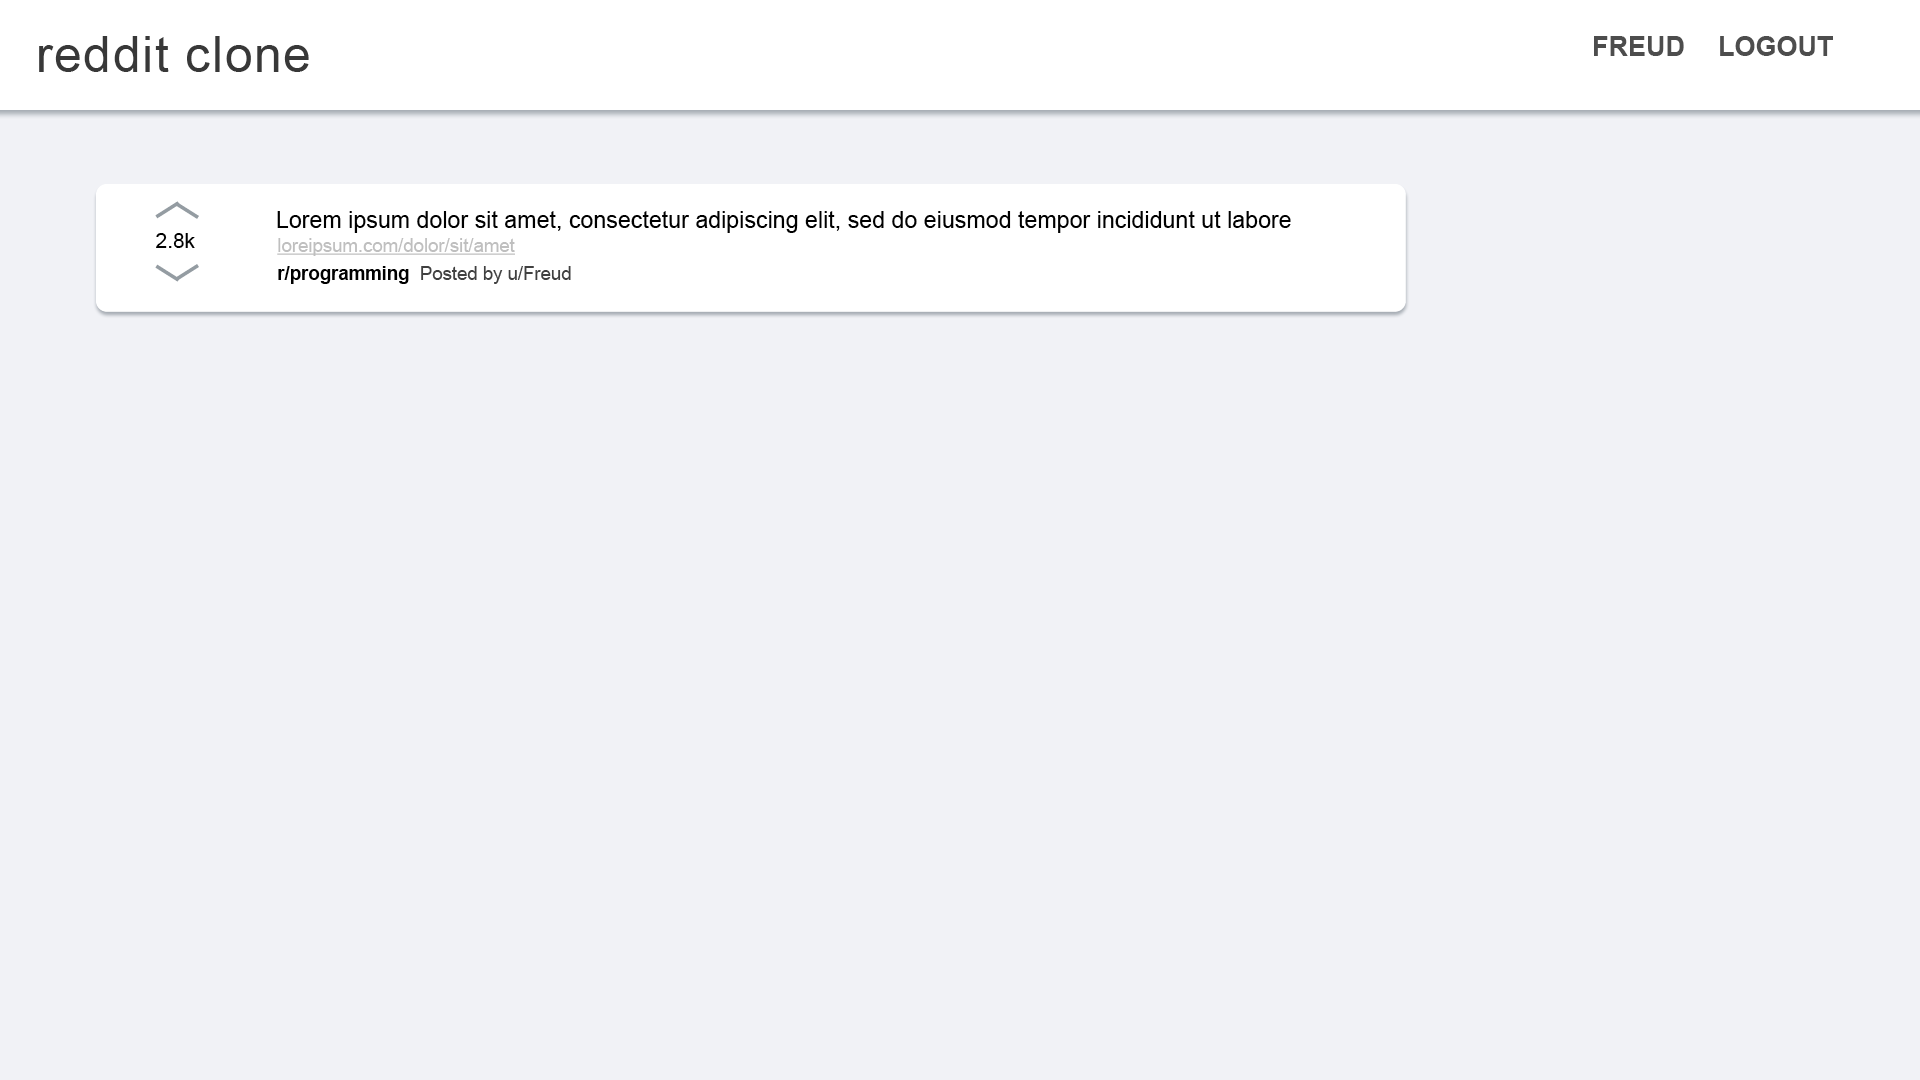 reddit clone
FREUD LOGOUT
2.8k
Lorem ipsum dolor sit amet, consectetur adipiscing elit, sed do eiusmod tempor incididunt ut labore
loreipsum.com/dolor/sit/amet
r/programming Posted by u/Freud